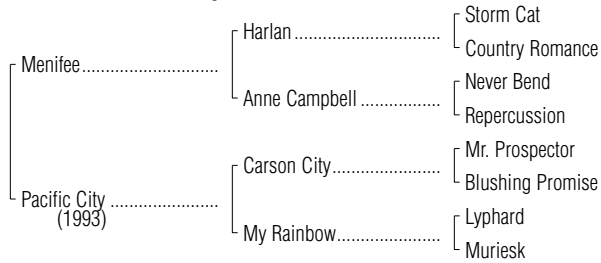 Storm Cat
Harlan
Country Romance
Menifee
Never Bend
Anne Campbell
Repercussion
Mr. Prospector
Carson City
Blushing Promise
Pacific City
(1993)
Lyphard
My Rainbow
Muriesk